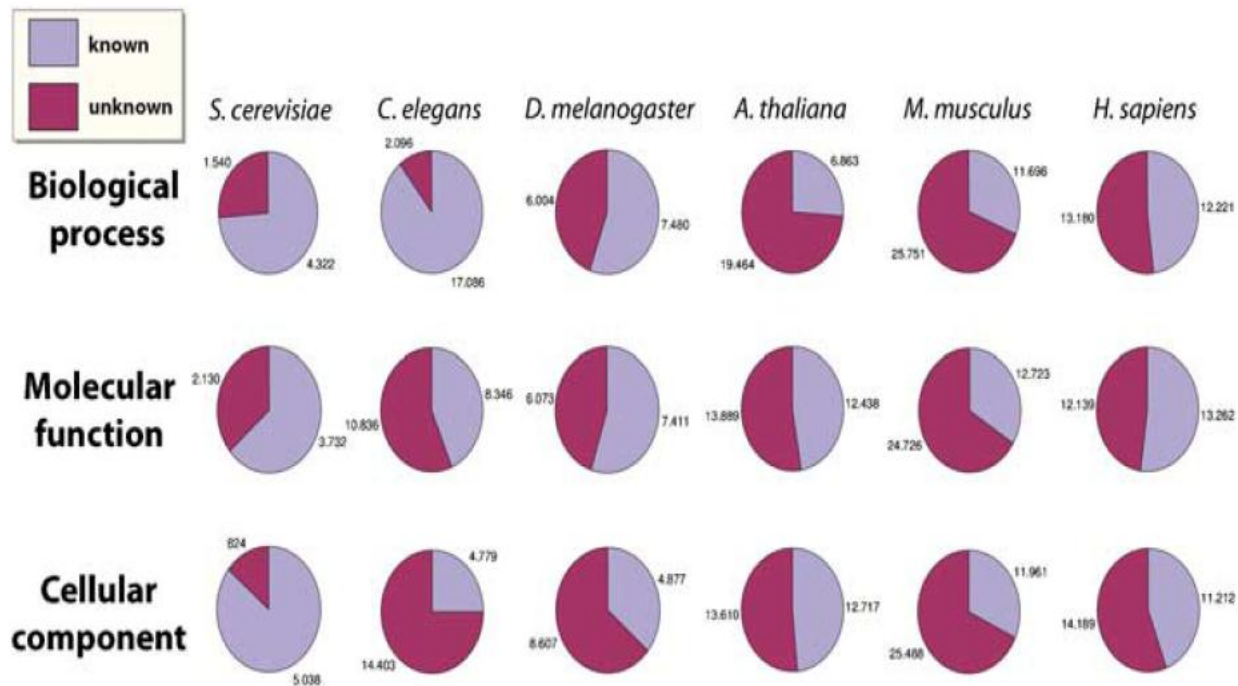 known
unknown
S. cerevisiae C. elegans D. melanogaster A. thaliana M. musculus H. sapiens
Biological
process
1.540 4.322 2.096 17.086 6.004 7.480 6.863 19.464 11.696 25.751 13.180 12.221
Molecular
function
2.130 3.732 10.836 8.346 6.073 7.411 13.889 12.438 12.723 24.726 12.139 13.262
Cellular
component
824 5.038 4.779 14.403 4.877 8.607 13.610 12.717 11.961 25.488 14.189 11.212